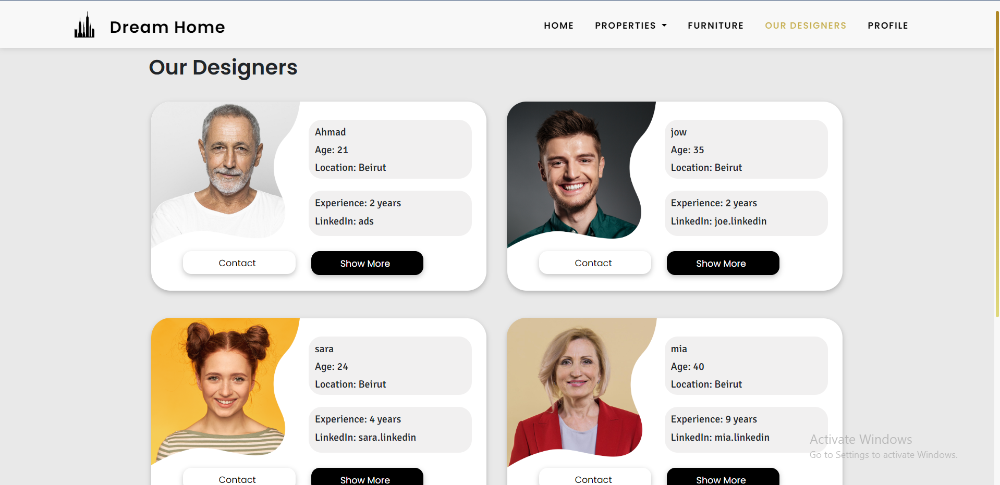 Dream Home
HOME
PROPERTIES
FURNITURE
OUR DESIGNERS
PROFILE
Our Designers
Ahmad
Age: 21
Location: Beirut
Experience: 2 years
LinkedIn: ads
Contact
Show More
jow
Age: 35
Location: Beirut
Experience: 2 years
LinkedIn: joe.linkedin
Contact
Show More
sara
Age: 24
Location: Beirut
Experience: 4 years
LinkedIn: sara.linkedin
Contact
Show More
mia
Age: 40
Location: Beirut
Experience: 9 years
LinkedIn: mia.linkedin
Contact
Show More
Activate Windows
Go to Settings to activate Windows.